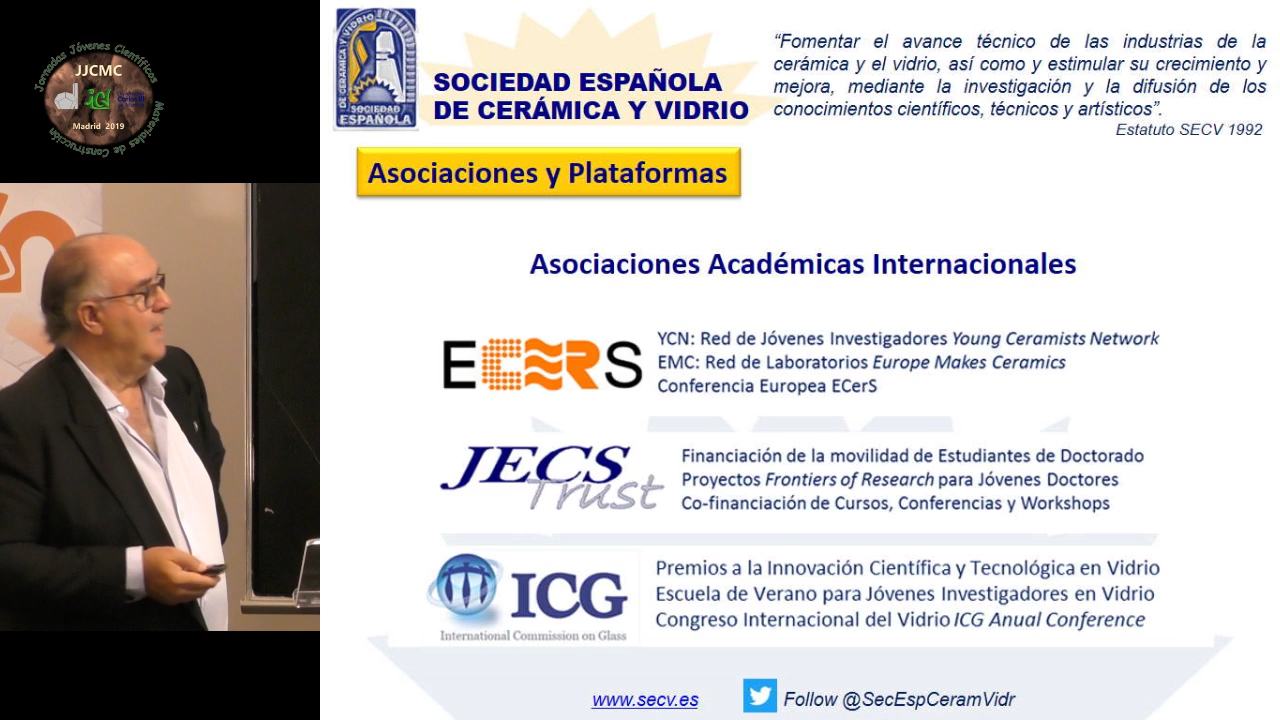 Jornadas Jóvenes Científicos
JJCMC
Madrid 2019
Materiales de Construcción
DE CERÁMICA Y VIDRIO
SOCIEDAD
ESPAÑOLA
SOCIEDAD ESPAÑOLA
DE CERÁMICA Y VIDRIO
“Fomentar el avance técnico de las industrias de la
cerámica y el vidrio, así como y estimular su crecimiento y
mejora, mediante la investigación y la difusión de los
conocimientos científicos, técnicos y artísticos”.
Estatuto SECV 1992
Asociaciones y Plataformas
Asociaciones Académicas Internacionales
ECERS
YCN: Red de Jóvenes Investigadores Young Ceramists Network
EMC: Red de Laboratorios Europe Makes Ceramics
Conferencia Europea ECerS
JECS
Trust
Financiación de la movilidad de Estudiantes de Doctorado
Proyectos Frontiers of Research para Jóvenes Doctores
Co-financiación de Cursos, Conferencias y Workshops
ICG
International Commission on Glass
Premios a la Innovación Científica y Tecnológica en Vidrio
Escuela de Verano para Jóvenes Investigadores en Vidrio
Congreso Internacional del Vidrio ICG Anual Conference
www.secv.es
Follow @SecEspCeramVidr